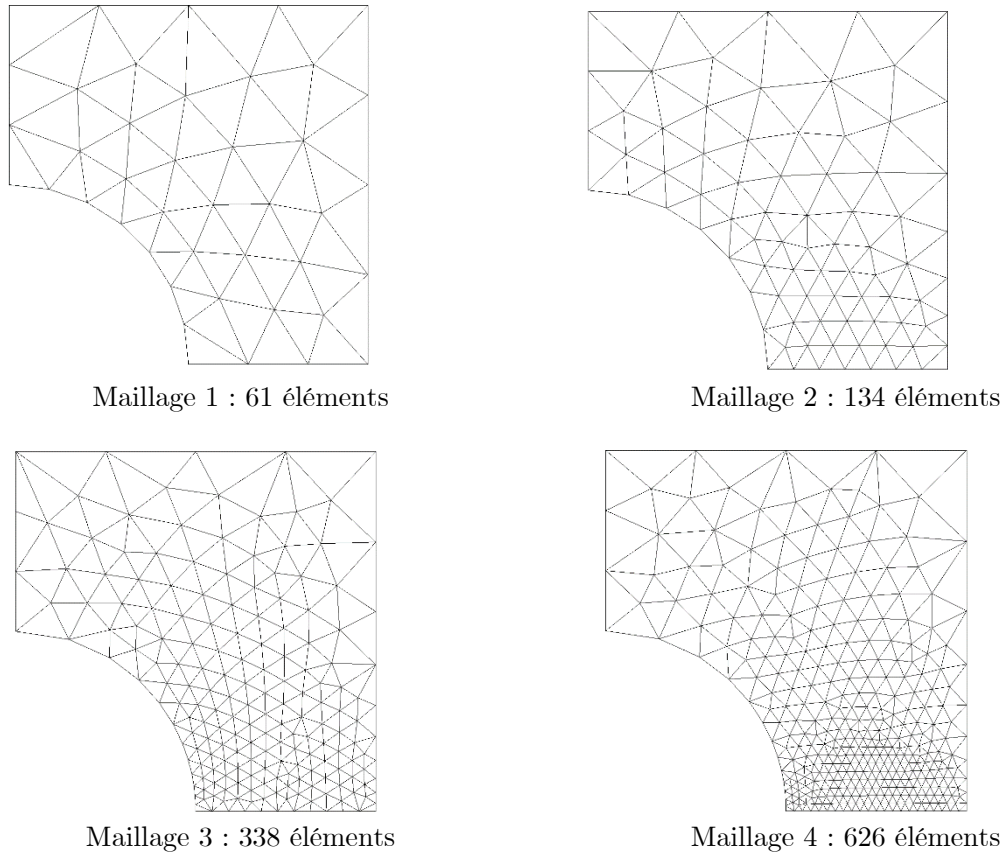 Maillage 1 : 61 éléments
Maillage 2 : 134 éléments
Maillage 3 : 338 éléments
Maillage 4 : 626 éléments